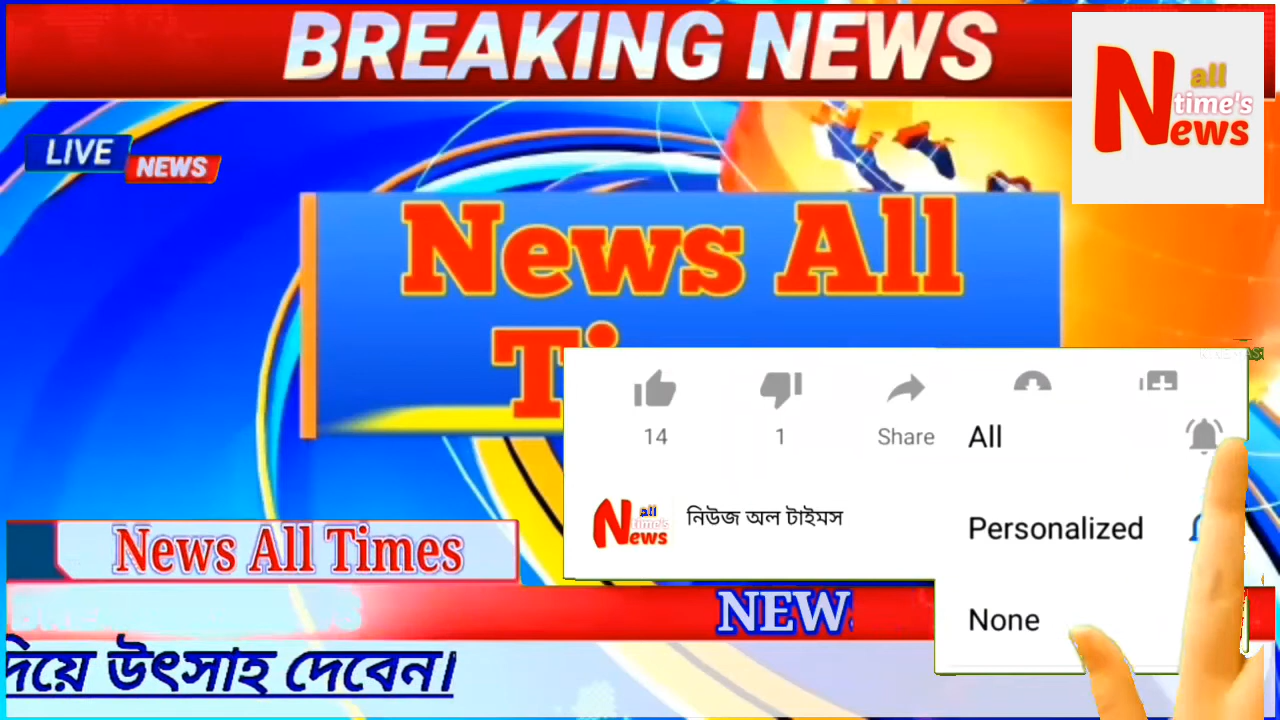 BREAKING NEWS
N all
time's
News
LIVE
NEWS
News All
Ti
14
1
Share
All
N all
time's
News
নিউজ অল টাইমস
Personalized
None
News All Times
NEW
দিয়ে উৎসাহ দেবেন।